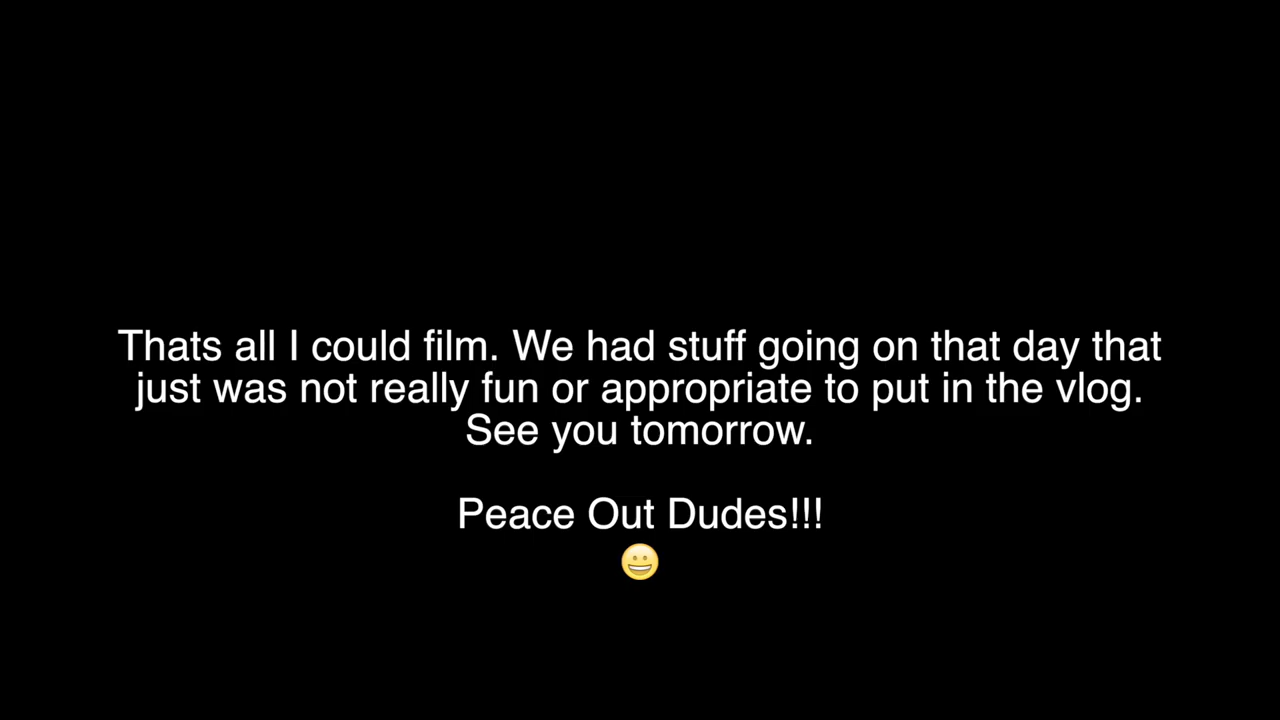 Thats all I could film. We had stuff going on that day that
just was not really fun or appropriate to put in the vlog.
See you tomorrow.
Peace Out Dudes!!!
😀